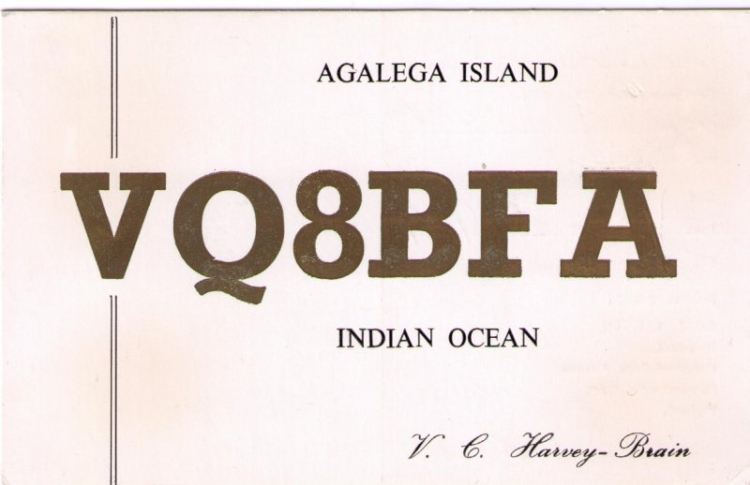 AGALEGA ISLAND
VQ8BFA
INDIAN OCEAN
V. C. Harvey-Brain